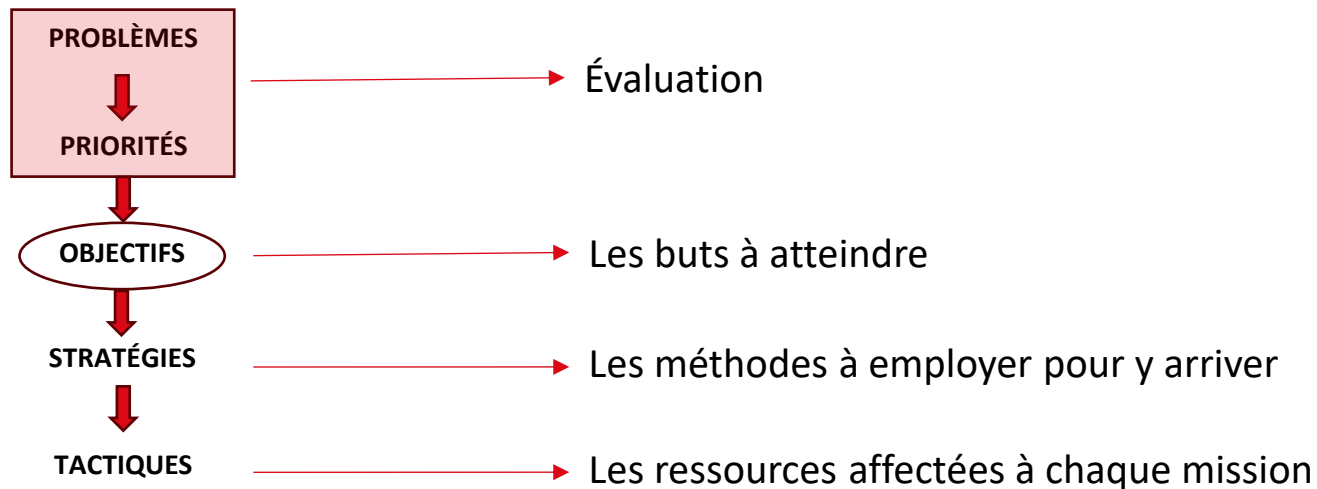 PROBLÈMES
Évaluation
PRIORITÉS
OBJECTIFS
Les buts à atteindre
STRATÉGIES
Les méthodes à employer pour y arriver
TACTIQUES
Les ressources affectées à chaque mission